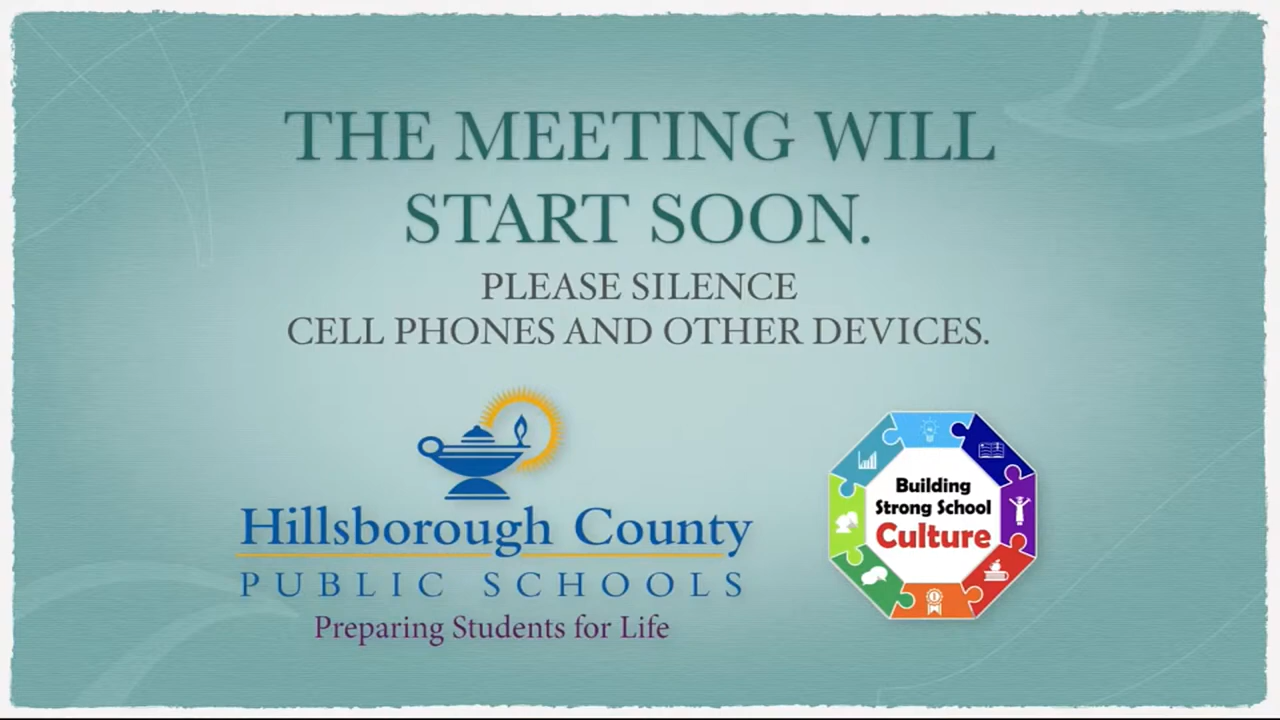 THE MEETING WILL
START SOON.
PLEASE SILENCE
CELL PHONES AND OTHER DEVICES.
Hillsborough County
PUBLIC SCHOOLS
Preparing Students for Life
Building
Strong School
Culture